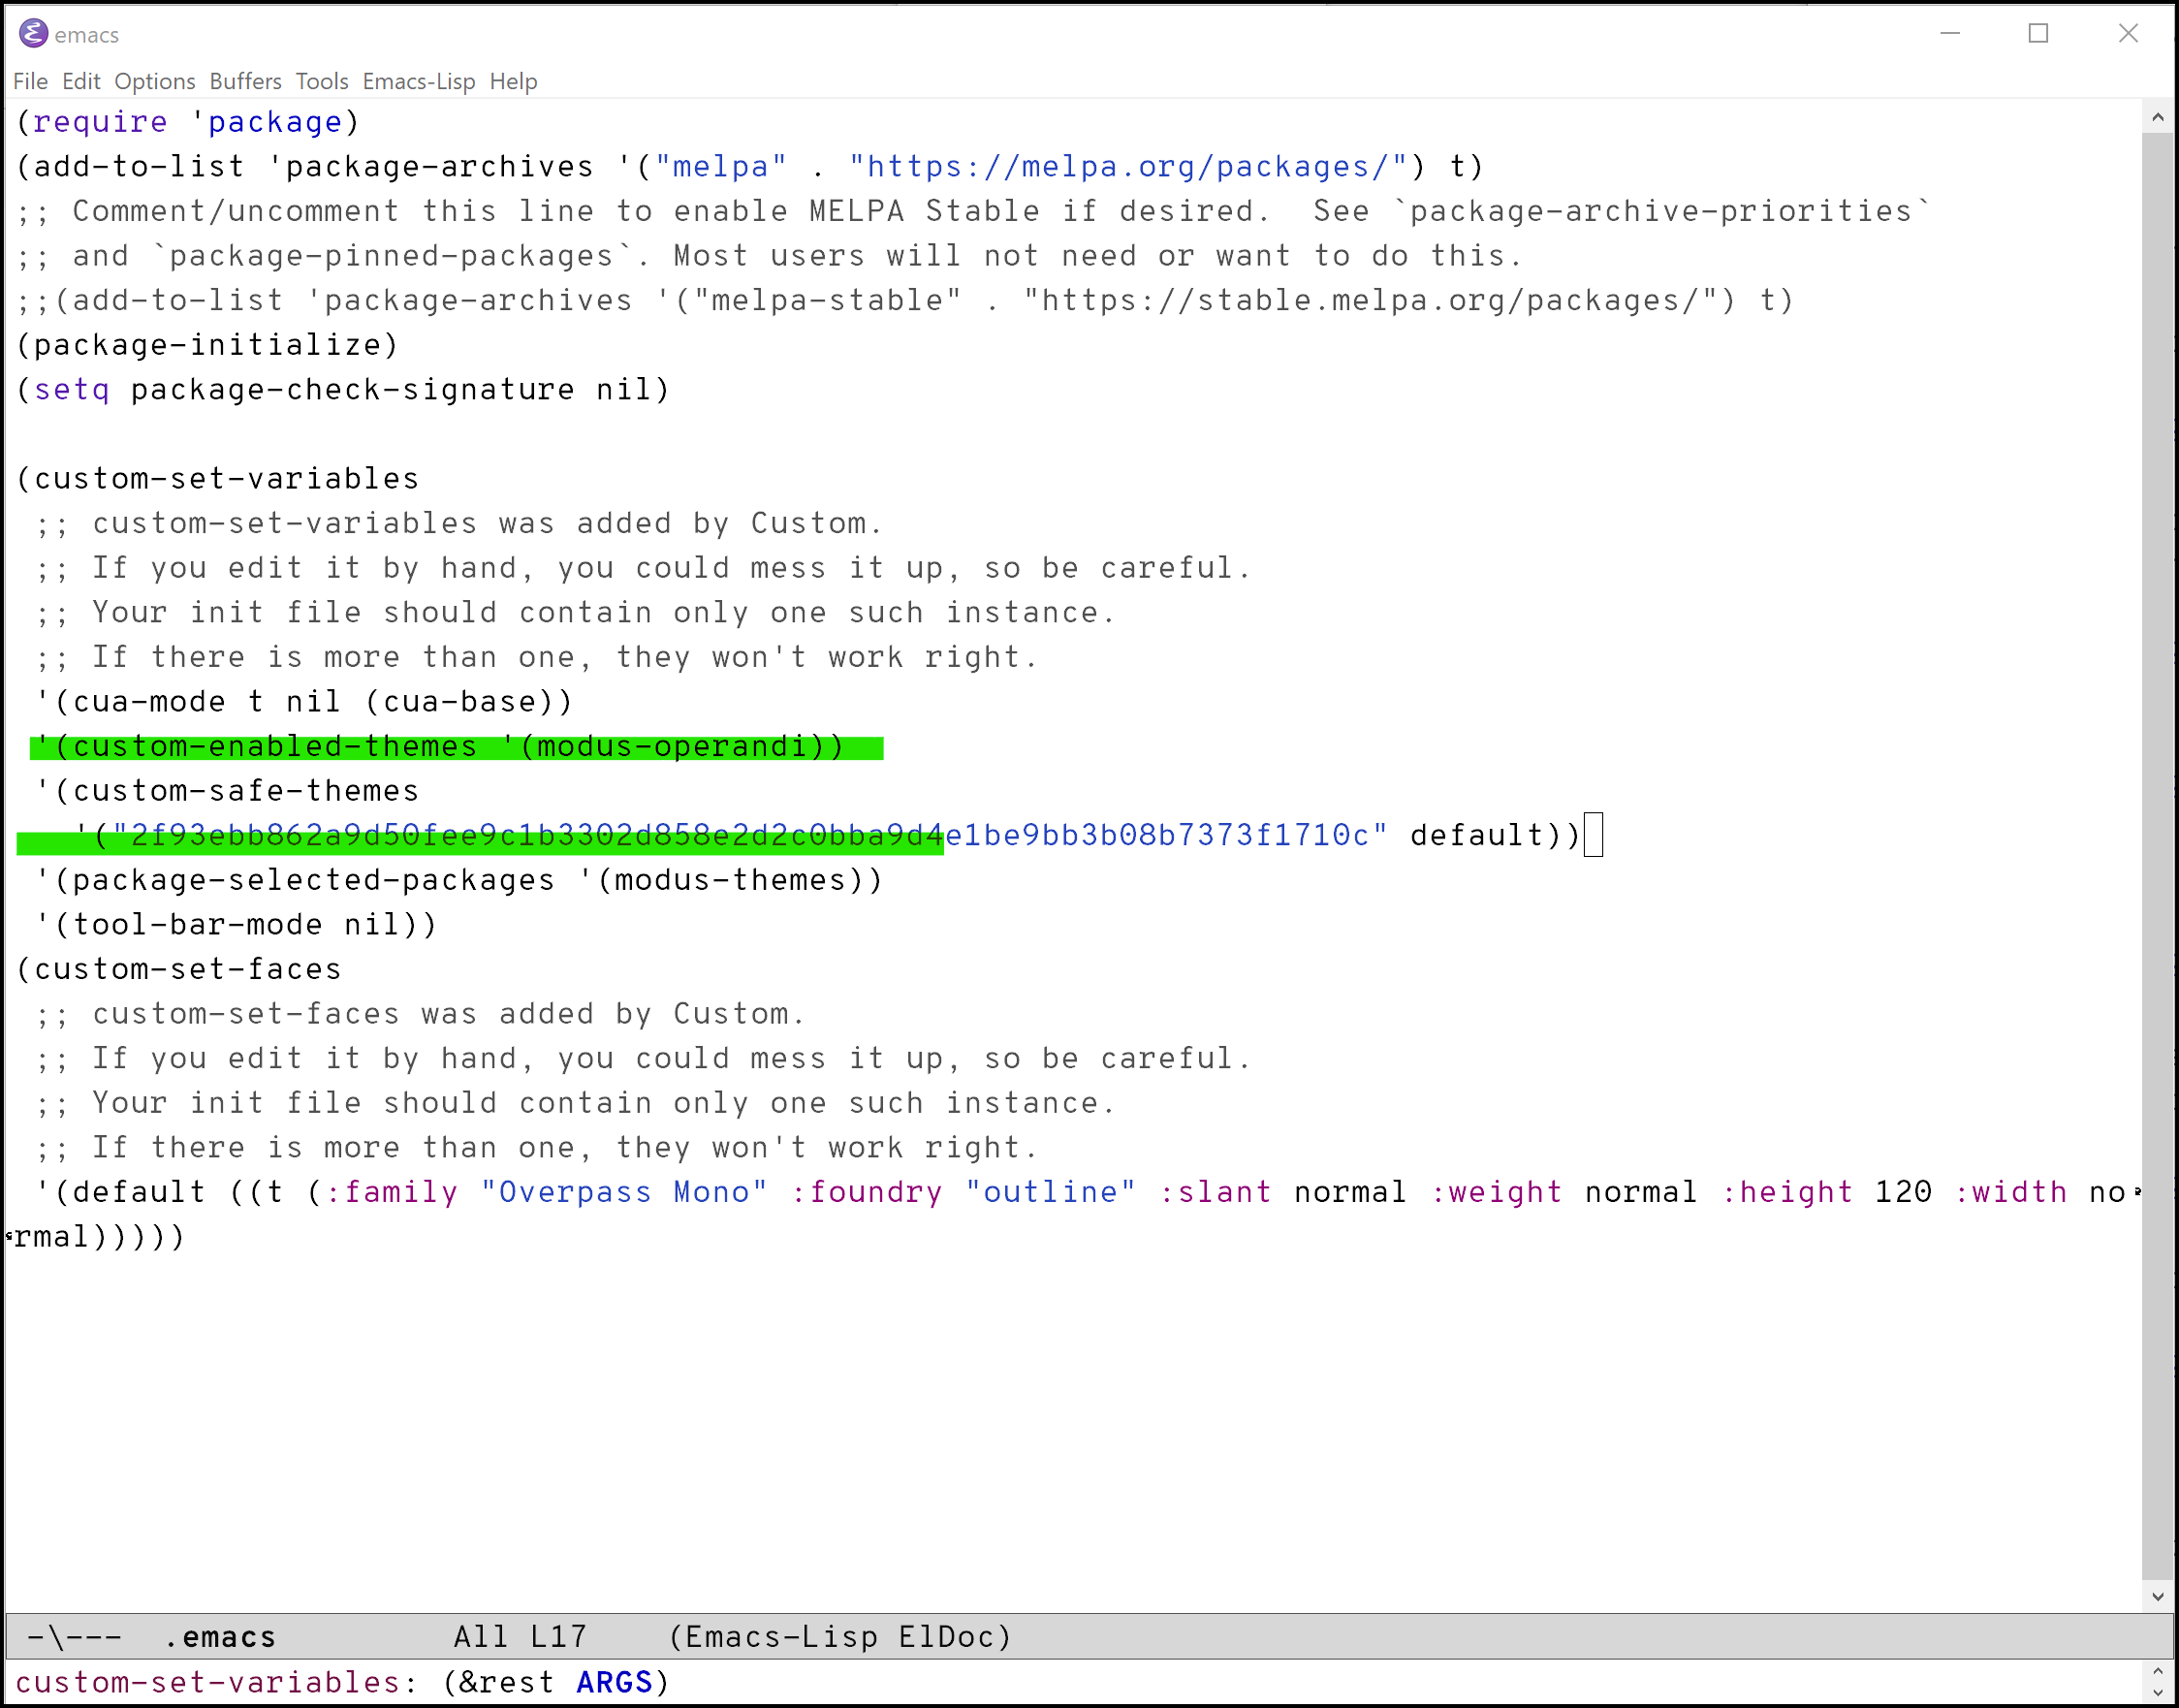 emacs
File Edit Options Buffers Tools Emacs-Lisp Help
(require 'package)
(add-to-list 'package-archives '("melpa" . "https://melpa.org/packages/") t)
;; Comment/uncomment this line to enable MELPA Stable if desired.  See `package-archive-priorities`
;; and `package-pinned-packages`. Most users will not need or want to do this.
;;(add-to-list 'package-archives '("melpa-stable" . "https://stable.melpa.org/packages/") t)
(package-initialize)
(setq package-check-signature nil)
(custom-set-variables
 ;; custom-set-variables was added by Custom.
 ;; If you edit it by hand, you could mess it up, so be careful.
 ;; Your init file should contain only one such instance.
 ;; If there is more than one, they won't work right.
 '(cua-mode t nil (cua-base))
 '(custom-enabled-themes '(modus-operandi))
 '(custom-safe-themes
   '("2f93ebb862a9d50fee9c1b3302d858e2d2c0bba9d4e1be9bb3b08b7373f1710c" default))
 '(package-selected-packages '(modus-themes))
 '(tool-bar-mode nil))
(custom-set-faces
 ;; custom-set-faces was added by Custom.
 ;; If you edit it by hand, you could mess it up, so be careful.
 ;; Your init file should contain only one such instance.
 ;; If there is more than one, they won't work right.
 '(default ((t (:family "Overpass Mono" :foundry "outline" :slant normal :weight normal :height 120 :width no
rmal)))))
-\---  .emacs         All L17    (Emacs-Lisp ElDoc)
custom-set-variables: (&rest ARGS)